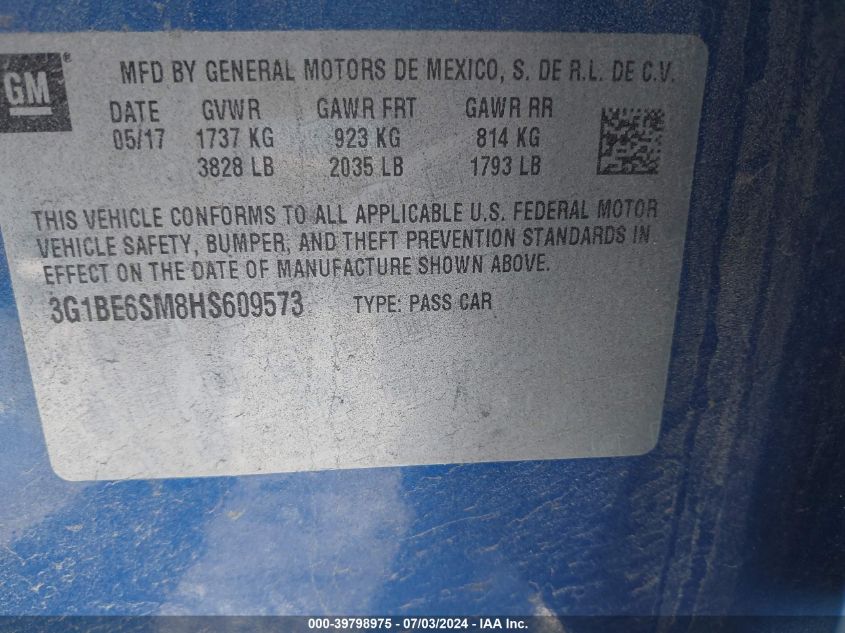 GM
MFD BY GENERAL MOTORS DE MEXICO, S. DE R.L. DE C.V.
DATE GVWR GAWR FRT GAWR RR
05/17 1737 KG 923 KG 814 KG
3828 LB 2035 LB 1793 LB
THIS VEHICLE CONFORMS TO ALL APPLICABLE U.S. FEDERAL MOTOR
VEHICLE SAFETY, BUMPER, AND THEFT PREVENTION STANDARDS IN
EFFECT ON THE DATE OF MANUFACTURE SHOWN ABOVE.
3G1BE6SM8HS609573 TYPE: PASS CAR
000-39798975 - 07/03/2024 - IAA Inc.